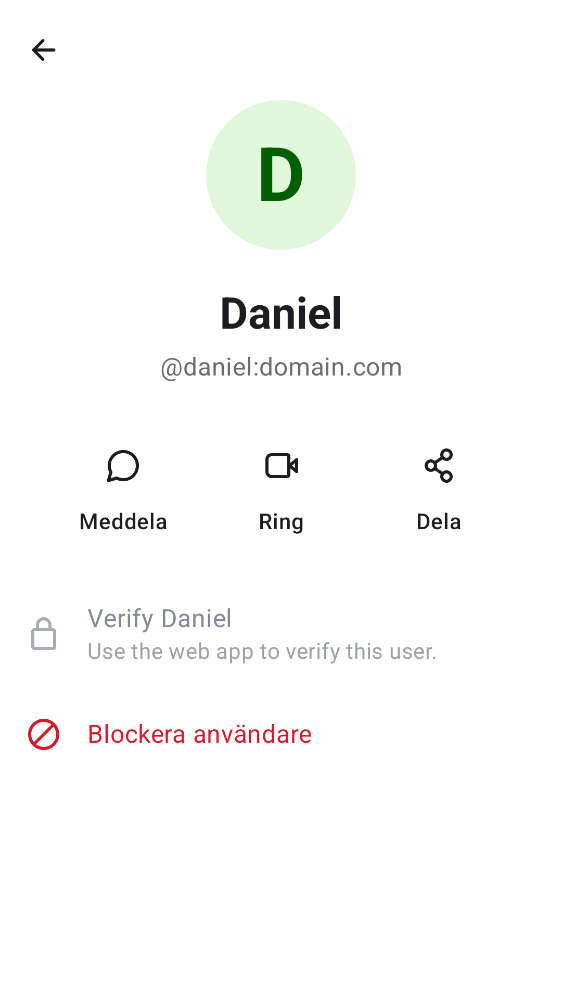 D
Daniel
@daniel:domain.com
Meddela
Ring
Dela
Verify Daniel
Use the web app to verify this user.
Blockera användare